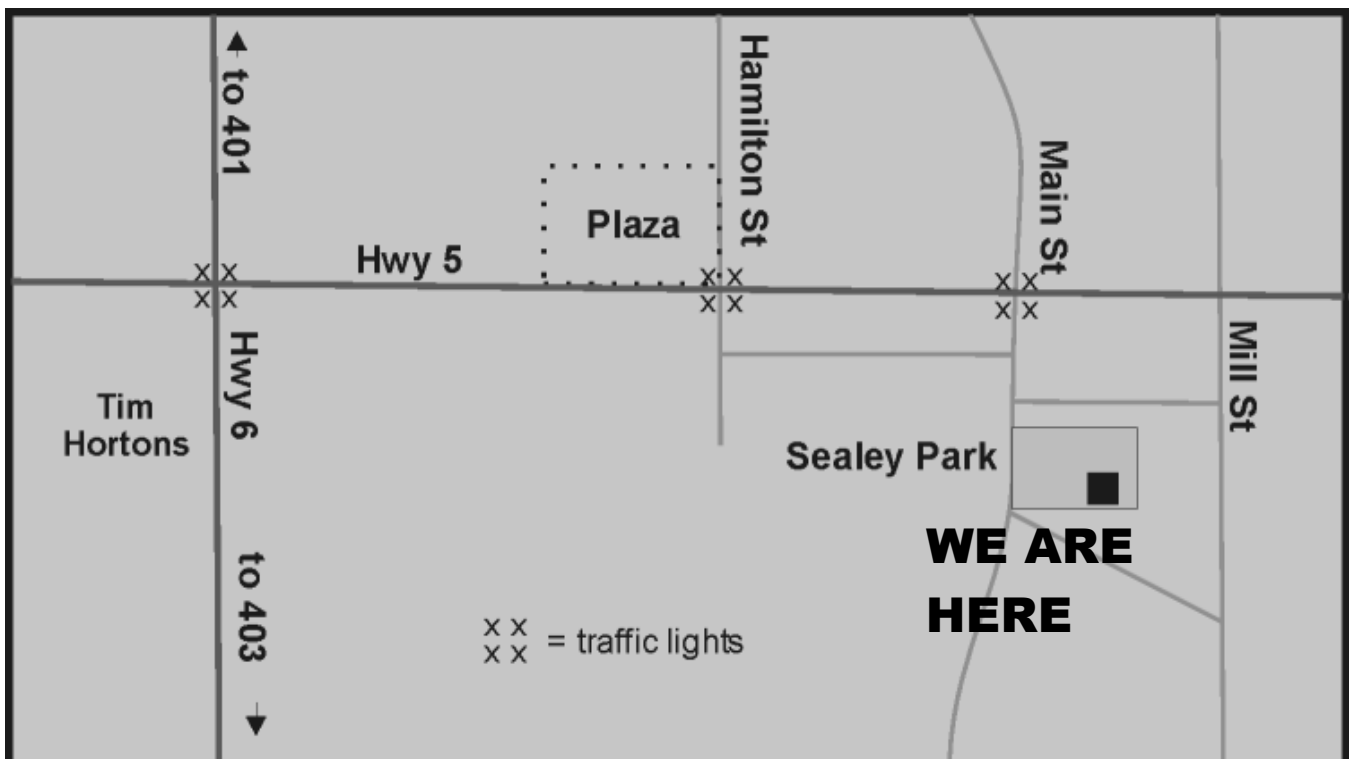 to 401
Hamilton St
Main St
Plaza
Hwy 5
x x
x x
x x
x x
x x
x x
Hwy 6
Mill St
Tim
Hortons
Sealey Park
WE ARE
HERE
to 403
x x
x x = traffic lights